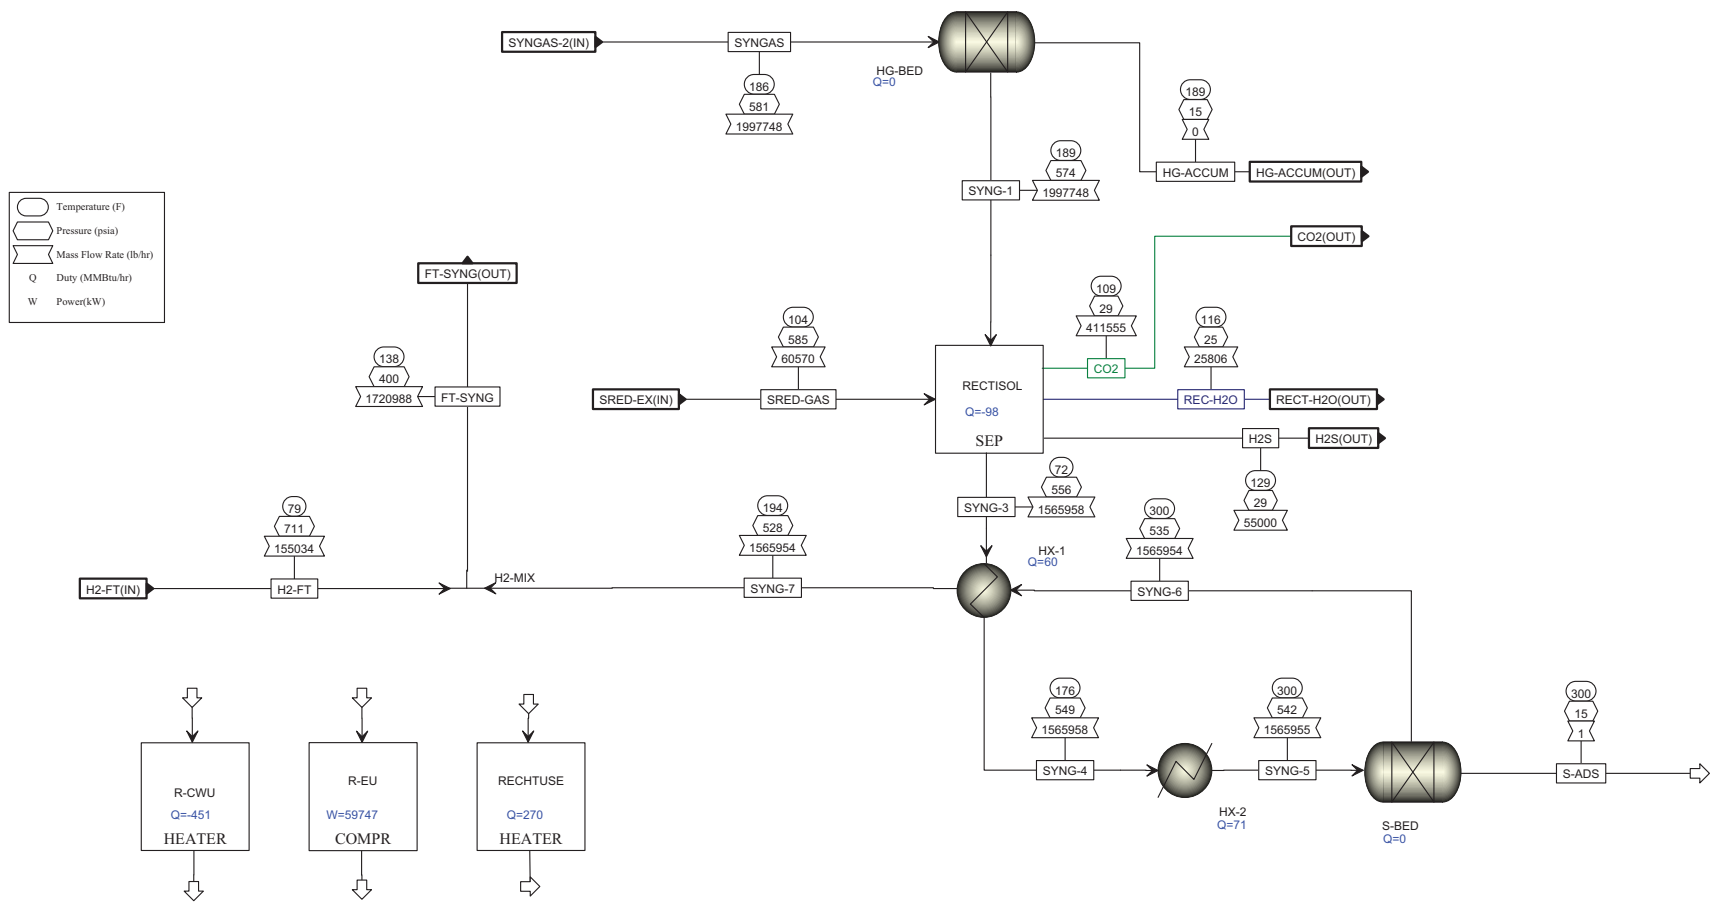 SYNGAS-2(IN)
SYNGAS
186
581
1997748
HG-BED
Q=0
189
15
0
HG-ACCUM
HG-ACCUM(OUT)
189
574
1997748
SYNG-1
Temperature (F)
Pressure (psia)
Mass Flow Rate (lb/hr)
Q Duty (MMBtu/hr)
W Power(kW)
FT-SYNG(OUT)
138
400
1720988
FT-SYNG
CO2(OUT)
109
29
411555
CO2
104
585
60570
SRED-EX(IN)
SRED-GAS
RECTISOL
Q=-98
SEP
116
25
25806
REC-H2O
RECT-H2O(OUT)
H2S
H2S(OUT)
129
29
55000
72
556
1565958
SYNG-3
79
711
155034
H2-FT(IN)
H2-FT
H2-MIX
194
528
1565954
SYNG-7
HX-1
Q=60
300
535
1565954
SYNG-6
176
549
1565958
SYNG-4
HX-2
Q=71
300
542
1565955
SYNG-5
S-BED
Q=0
300
15
1
S-ADS
R-CWU
Q=-451
HEATER
R-EU
W=59747
COMPR
RECHTUSE
Q=270
HEATER